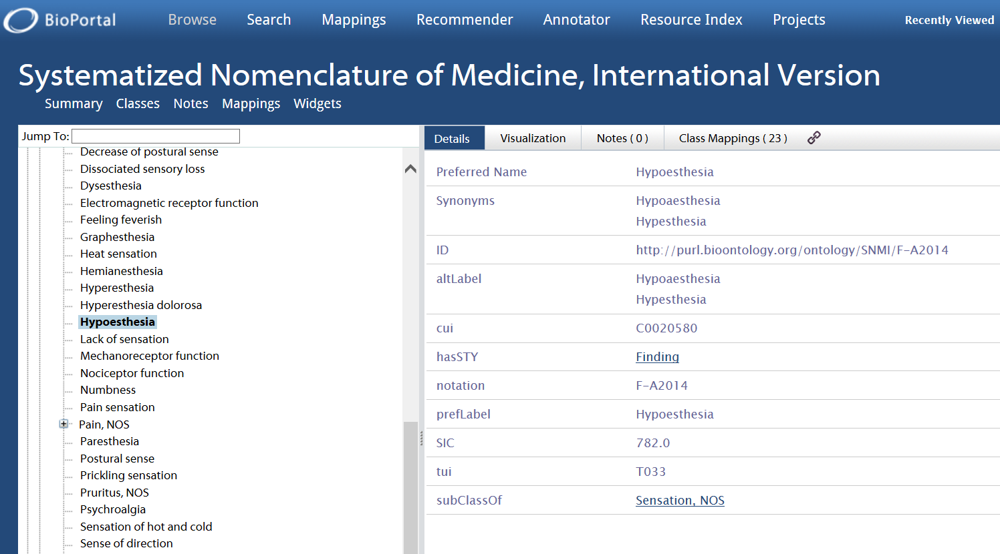 BioPortal
Browse Search Mappings Recommender Annotator Resource Index Projects Recently Viewed
Systematized Nomenclature of Medicine, International Version
Summary Classes Notes Mappings Widgets
Jump To:
Decrease of postural sense
Dissociated sensory loss
Dysesthesia
Electromagnetic receptor function
Feeling feverish
Graphesthesia
Heat sensation
Hemianesthesia
Hyperesthesia
Hyperesthesia dolorosa
Hypoesthesia
Lack of sensation
Mechanoreceptor function
Nociceptor function
Numbness
Pain sensation
Pain, NOS
Paresthesia
Postural sense
Prickling sensation
Pruritus, NOS
Psychroalgia
Sensation of hot and cold
Sense of direction
Details Visualization Notes ( 0 ) Class Mappings ( 23 )
Preferred Name Hypoesthesia
Synonyms Hypoaesthesia
Hypesthesia
ID http://purl.bioontology.org/ontology/SNMI/F-A2014
altLabel Hypoaesthesia
Hypesthesia
cui C0020580
hasSTY Finding
notation F-A2014
prefLabel Hypoesthesia
SIC 782.0
tui T033
subClassOf Sensation, NOS